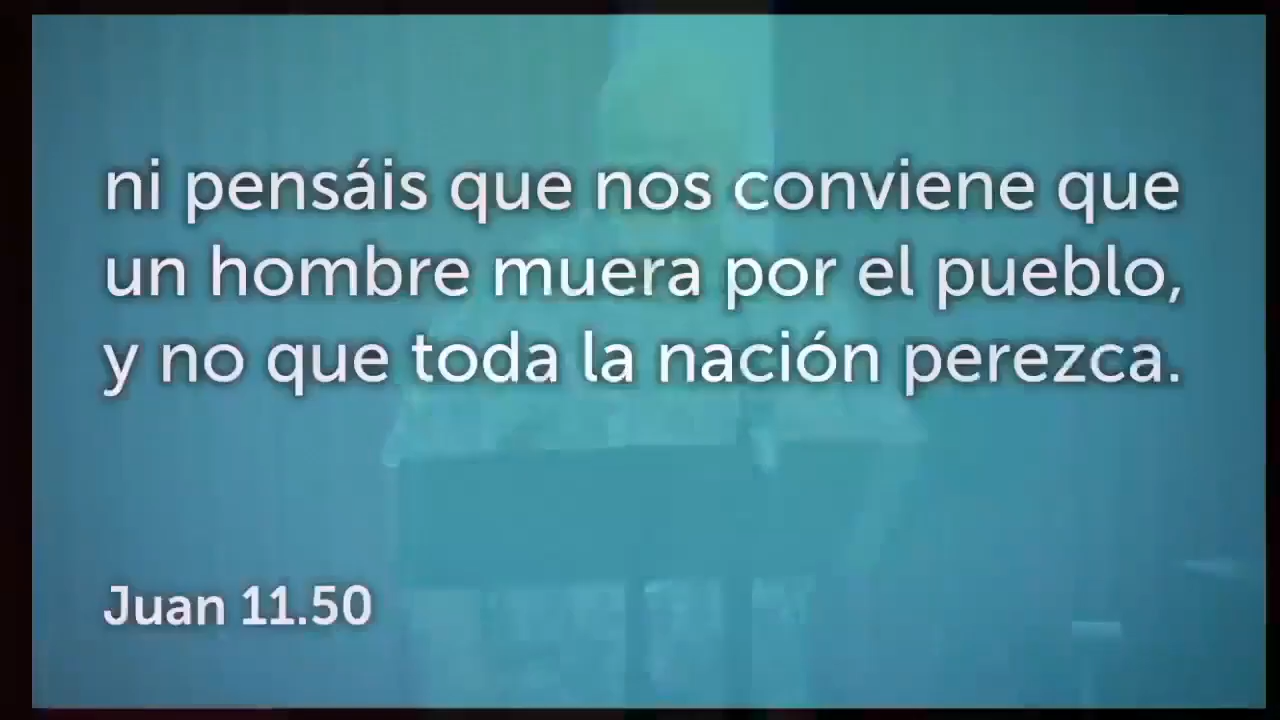 ni pensáis que nos conviene que
un hombre muera por el pueblo,
y no que toda la nación perezca.
Juan 11.50